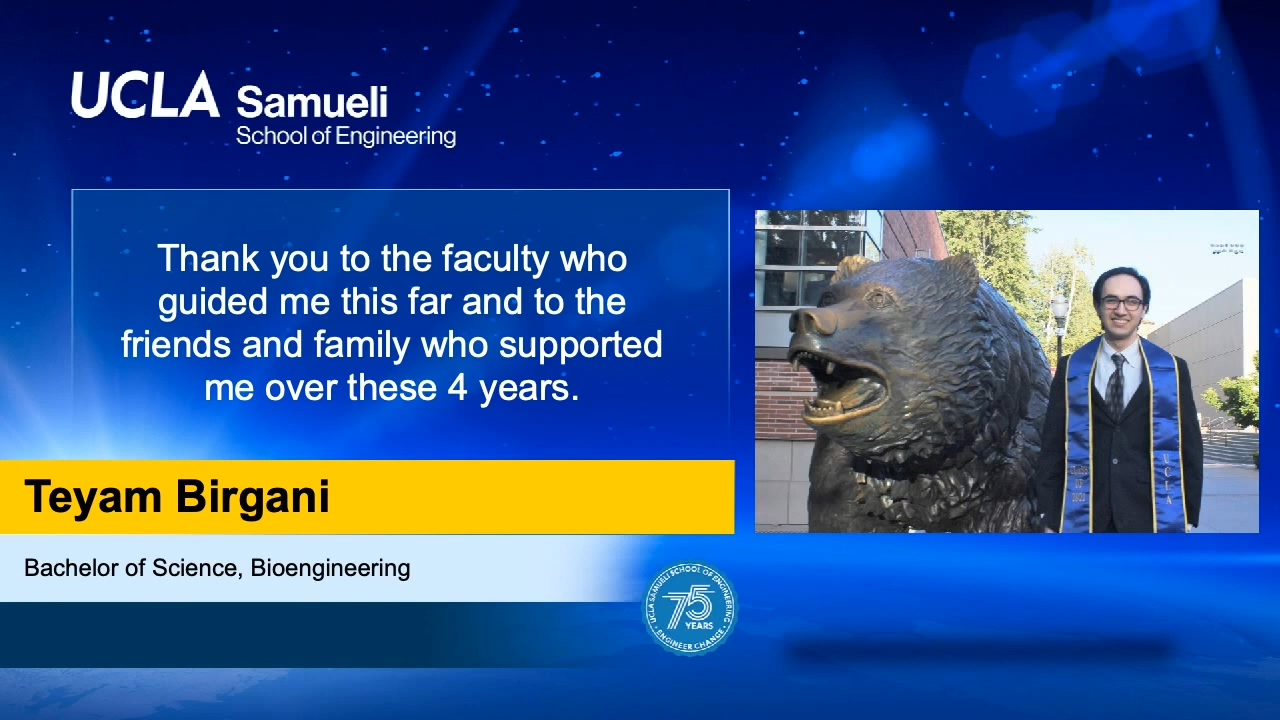 UCLA Samueli
School of Engineering
Thank you to the faculty who
guided me this far and to the
friends and family who supported
me over these 4 years.
Teyam Birgani
Bachelor of Science, Bioengineering
UCLA SAMUELI SCHOOL OF ENGINEERING
75
YEARS
ENGINEER CHANGE
CLASS
OF
UCLA